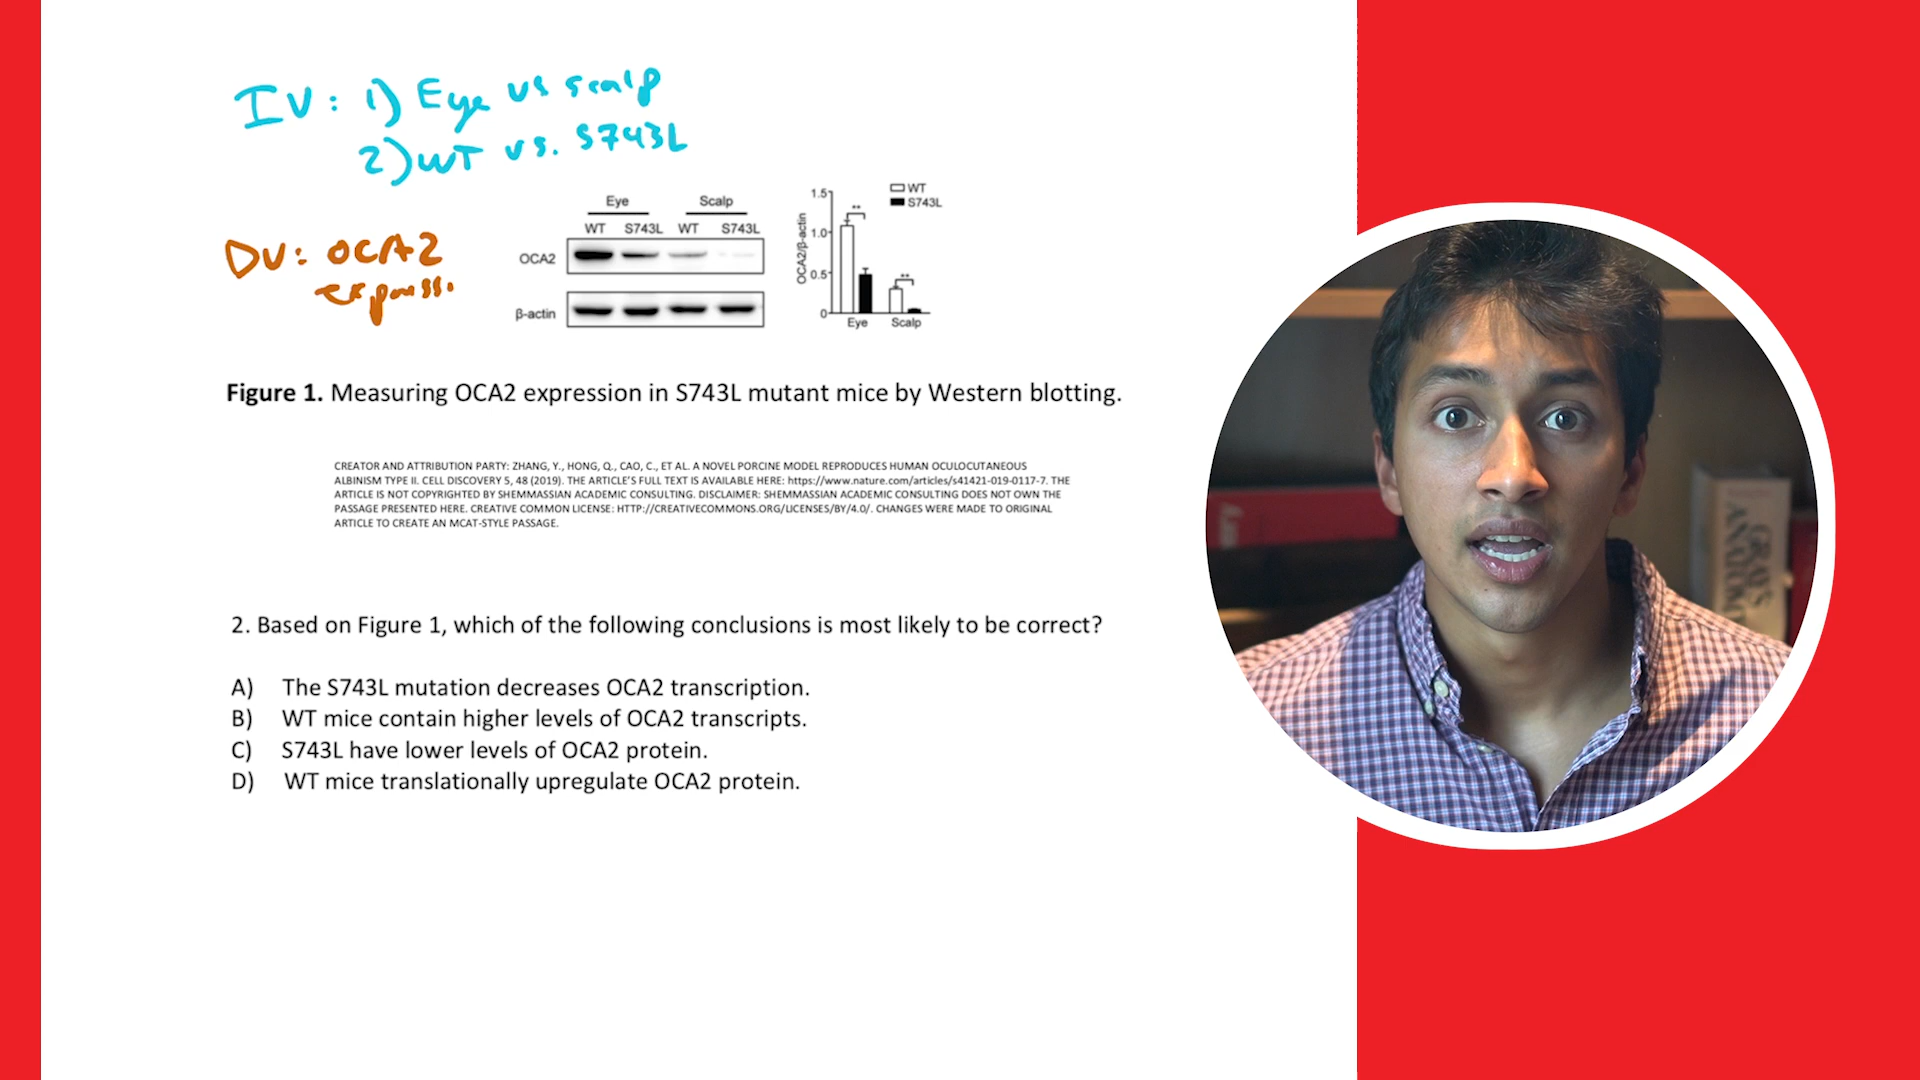 IV: 1) Eye vs scalp
2) WT vs. S743L
DV: OCA2
Eye Scalp
WT S743L WT S743L
OCA2
β-actin
OCA2/β-actin
1.5
1.0
0.5
0
** **
WT
S743L
Eye Scalp
Figure 1. Measuring OCA2 expression in S743L mutant mice by Western blotting.
CREATOR AND ATTRIBUTION PARTY: ZHANG, Y., HONG, Q., CAO, C., ET AL. A NOVEL PORCINE MODEL REPRODUCES HUMAN OCULOCUTANEOUS
ALBINISM TYPE II. CELL DISCOVERY 5, 48 (2019). THE ARTICLE'S FULL TEXT IS AVAILABLE HERE: https://www.nature.com/articles/s41421-019-0117-7. THE
ARTICLE IS NOT COPYRIGHTED BY SHEMMASSIAN ACADEMIC CONSULTING. DISCLAIMER: SHEMMASSIAN ACADEMIC CONSULTING DOES NOT OWN THE
PASSAGE PRESENTED HERE. CREATIVE COMMON LICENSE: HTTP://CREATIVECOMMONS.ORG/LICENSES/BY/4.0/. CHANGES WERE MADE TO ORIGINAL
ARTICLE TO CREATE AN MCAT-STYLE PASSAGE.
2. Based on Figure 1, which of the following conclusions is most likely to be correct?
A) The S743L mutation decreases OCA2 transcription.
B) WT mice contain higher levels of OCA2 transcripts.
C) S743L have lower levels of OCA2 protein.
D) WT mice translationally upregulate OCA2 protein.
GRAY'S